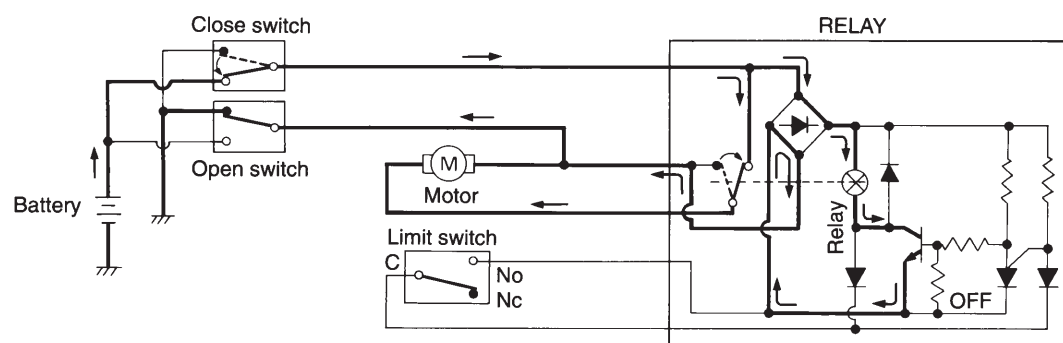 Close switch
RELAY
Open switch
M
Motor
Battery
Relay
Limit switch
C
No
Nc
OFF